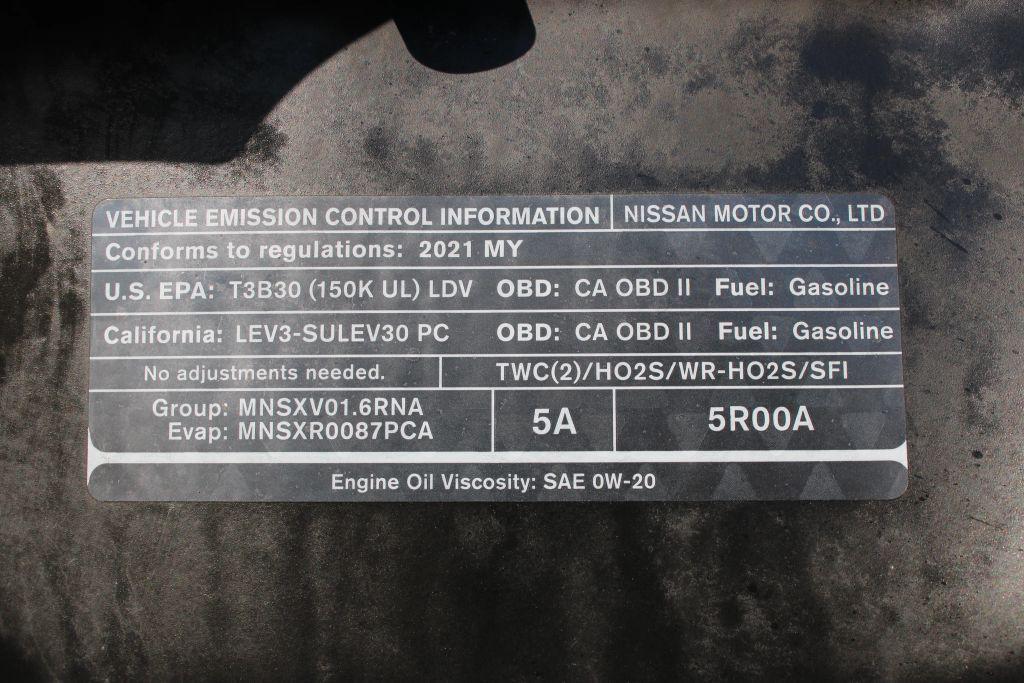 VEHICLE EMISSION CONTROL INFORMATION NISSAN MOTOR CO., LTD
Conforms to regulations: 2021 MY
U.S. EPA: T3B30 (150K UL) LDV OBD: CA OBD II Fuel: Gasoline
California: LEV3-SULEV30 PC OBD: CA OBD II Fuel: Gasoline
No adjustments needed. TWC(2)/HO2S/WR-HO2S/SFI
Group: MNSXV01.6RNA
Evap: MNSXR0087PCA
5A
5R00A
Engine Oil Viscosity: SAE 0W-20